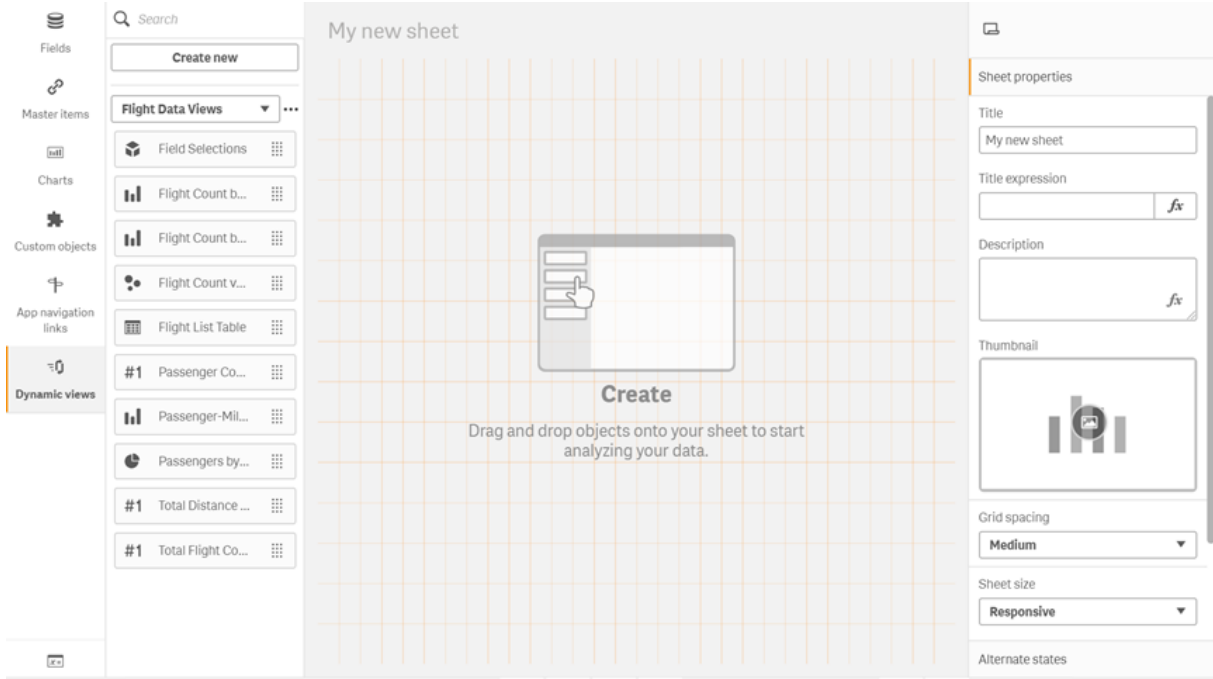 Fields
Master items
Charts
Custom objects
App navigation
links
Dynamic views
Search
Create new
Flight Data Views
Field Selections
Flight Count b...
Flight Count b...
Flight Count v...
Flight List Table
#1 Passenger Co...
Passenger-Mil...
Passengers by...
#1 Total Distance ...
#1 Total Flight Co...
My new sheet
Create
Drag and drop objects onto your sheet to start
analyzing your data.
Sheet properties
Title
My new sheet
Title expression
fx
Description
fx
Thumbnail
Grid spacing
Medium
Sheet size
Responsive
Alternate states